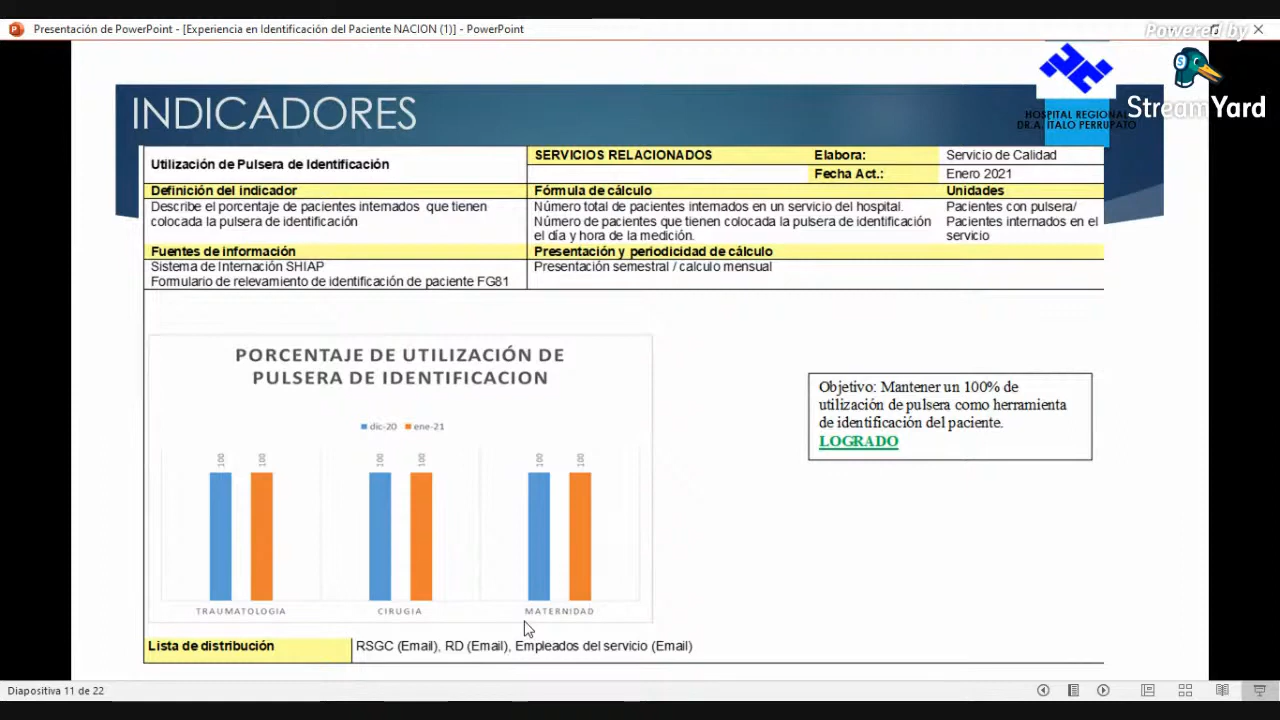 Presentación de PowerPoint - [Experiencia en Identificación del Paciente NACION (1)] - PowerPoint
Powered by
StreamYard
INDICADORES
HOSPITAL REGIONAL
DR.A. ITALO PERRUPATO
Utilización de Pulsera de Identificación
SERVICIOS RELACIONADOS
Elabora:
Servicio de Calidad
Fecha Act.:
Enero 2021
Definición del indicador
Fórmula de cálculo
Unidades
Describe el porcentaje de pacientes internados que tienen
colocada la pulsera de identificación
Número total de pacientes internados en un servicio del hospital.
Número de pacientes que tienen colocada la pulsera de identificación
el día y hora de la medición.
Pacientes con pulsera/
Pacientes internados en el
servicio
Fuentes de información
Presentación y periodicidad de cálculo
Sistema de Internación SHIAP
Formulario de relevamiento de identificación de paciente FG81
Presentación semestral / calculo mensual
PORCENTAJE DE UTILIZACIÓN DE
PULSERA DE IDENTIFICACION
dic-20 ene-21
100 100 100 100 100 100
TRAUMATOLOGIA CIRUGIA MATERNIDAD
Objetivo: Mantener un 100% de
utilización de pulsera como herramienta
de identificación del paciente.
LOGRADO
Lista de distribución
RSGC (Email), RD (Email), Empleados del servicio (Email)
Diapositiva 11 de 22